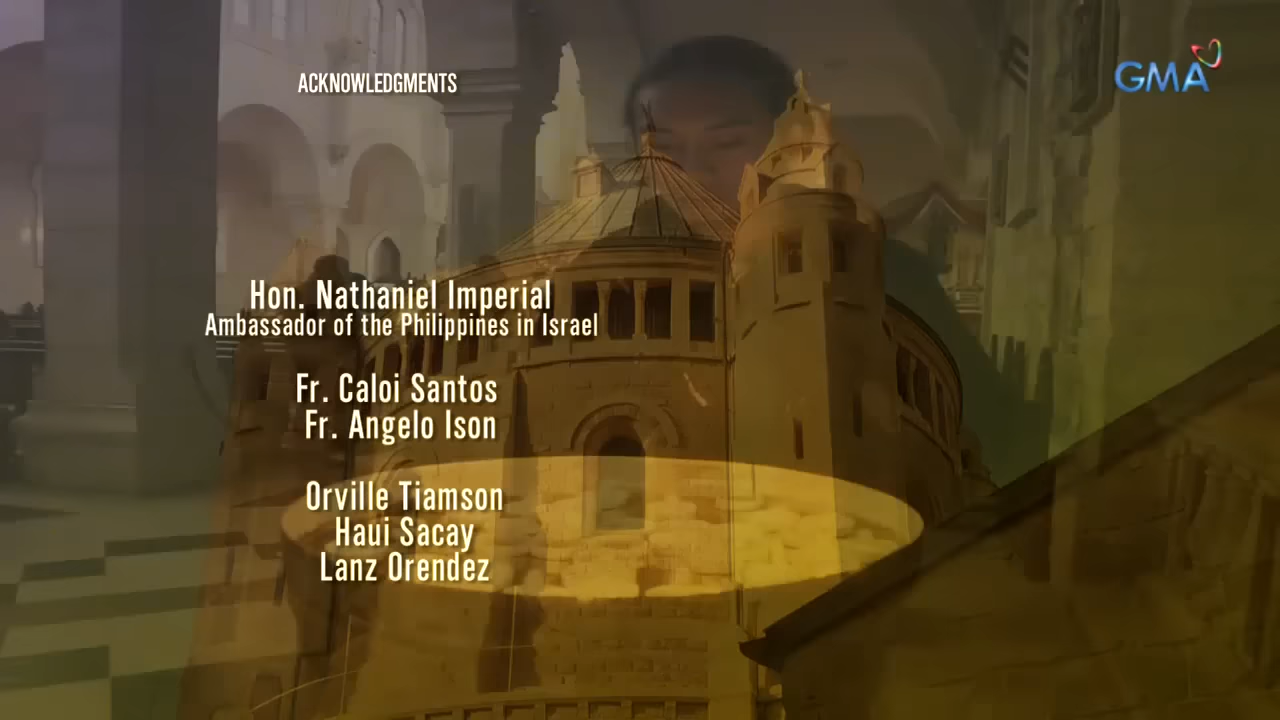 ACKNOWLEDGMENTS
GMA
Hon. Nathaniel Imperial
Ambassador of the Philippines in Israel
Fr. Caloi Santos
Fr. Angelo Ison
Orville Tiamson
Haui Sacay
Lanz Orendez